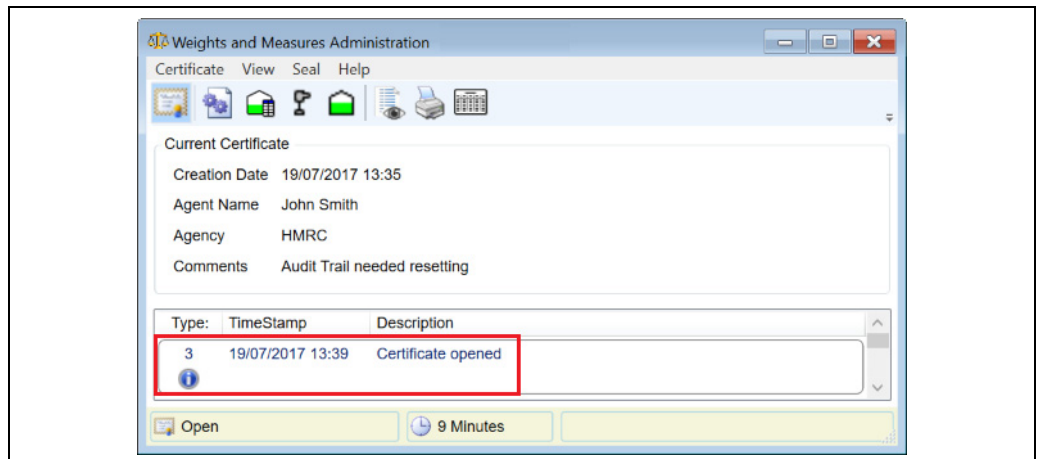 Weights and Measures Administration
Certificate View Seal Help
Current Certificate
Creation Date 19/07/2017 13:35
Agent Name John Smith
Agency HMRC
Comments Audit Trail needed resetting
Type: TimeStamp Description
3 19/07/2017 13:39 Certificate opened
Open 9 Minutes